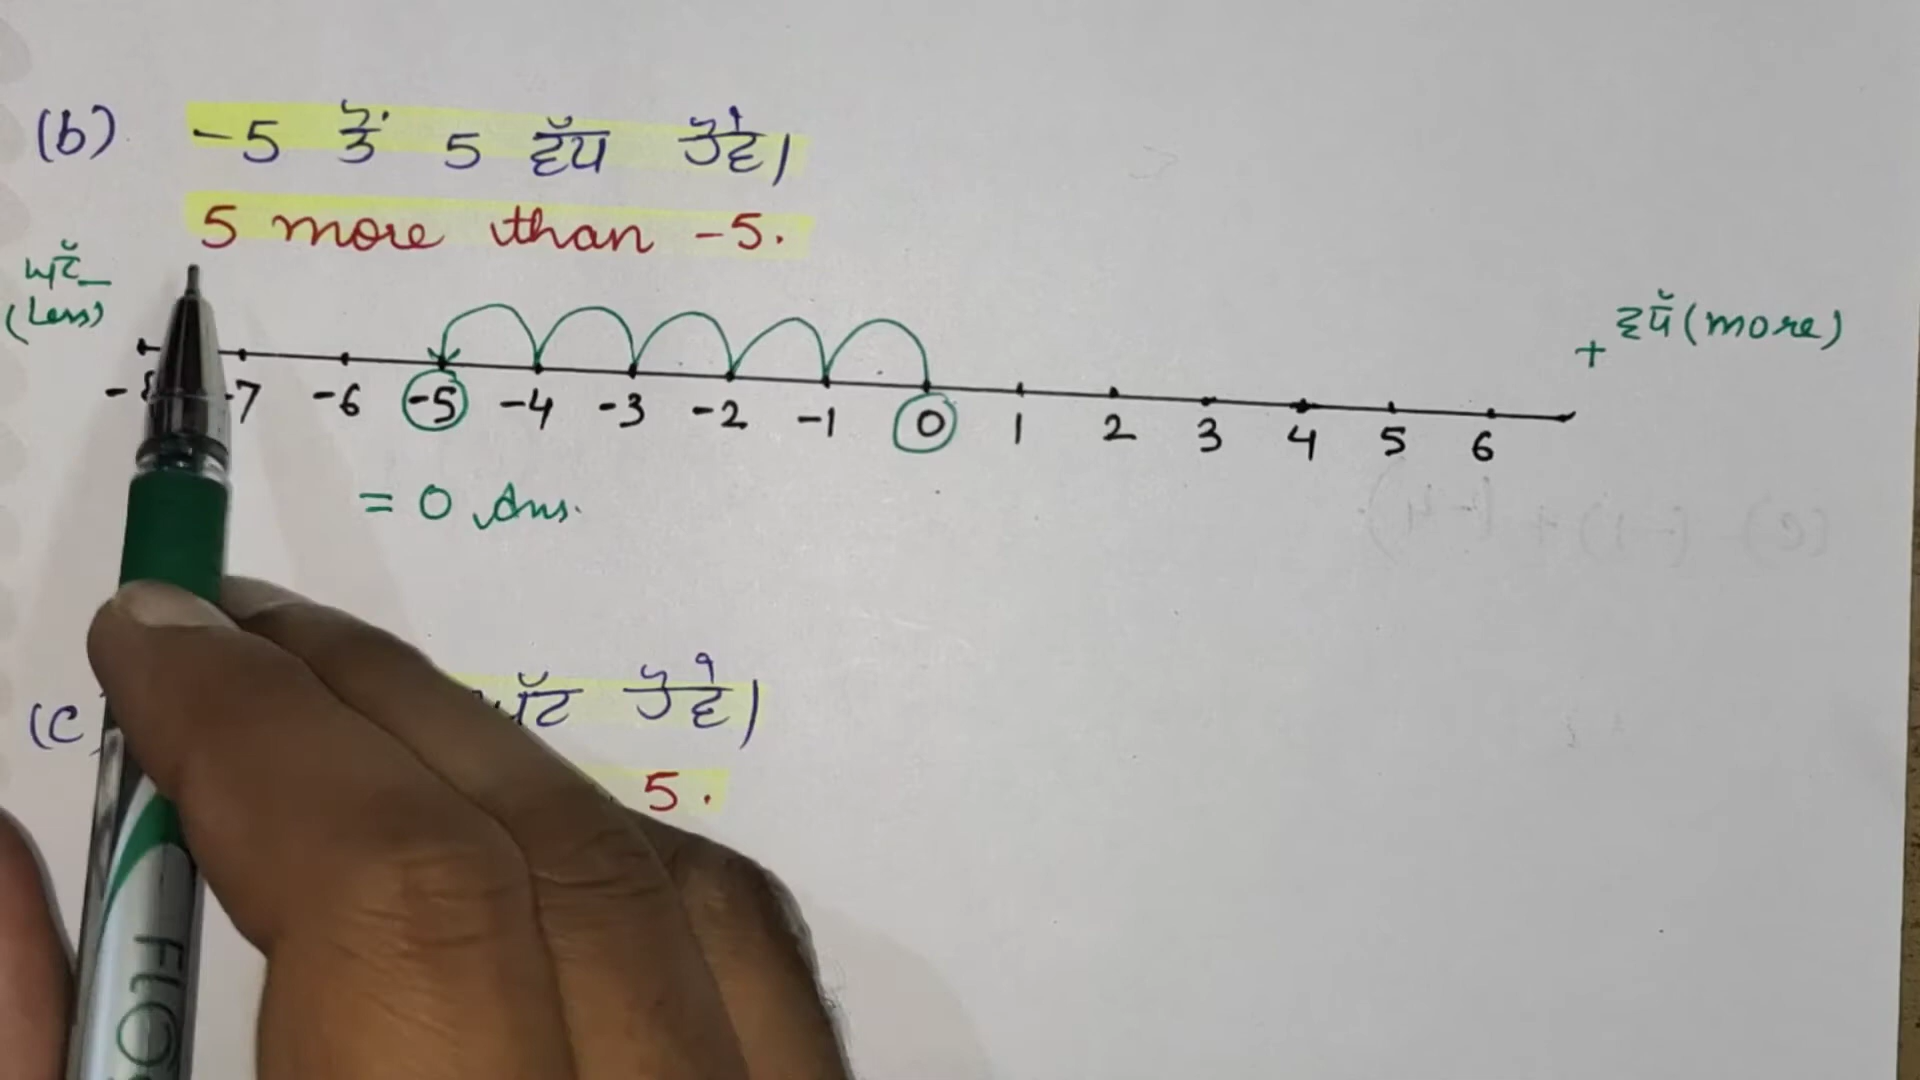 (b) -5 ਤੋਂ 5 ਵੱਧ ਹੋਵੇ।
5 more than -5.
ਘੱਟ -
(Less)
+ ਵੱਧ (more)
-7 -6 -5 -4 -3 -2 -1 0 1 2 3 4 5 6
= 0 Ans.
(c) ਘੱਟ ਹੋਵੇ।
5.